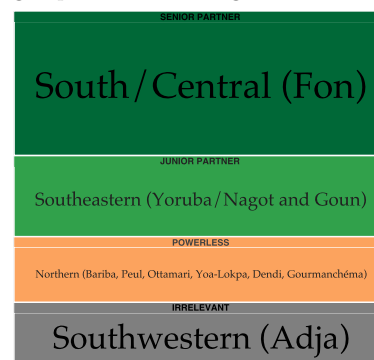 SENIOR PARTNER
South/Central (Fon)
JUNIOR PARTNER
Southeastern (Yoruba/Nagot and Goun)
POWERLESS
Northern (Bariba, Peul, Ottamari, Yoa-Lokpa, Dendi, Gourmanchéma)
IRRELEVANT
Southwestern (Adja)